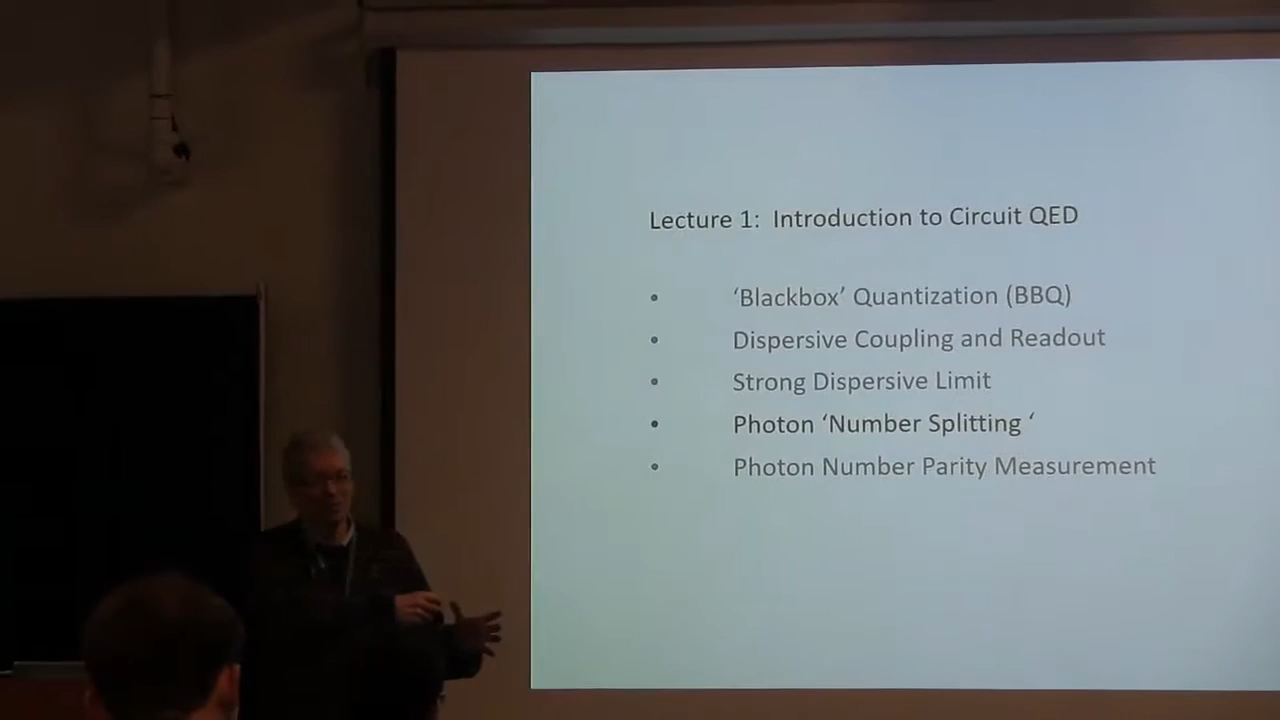 Lecture 1:  Introduction to Circuit QED
• ‘Blackbox’ Quantization (BBQ)
• Dispersive Coupling and Readout
• Strong Dispersive Limit
• Photon ‘Number Splitting ‘
• Photon Number Parity Measurement